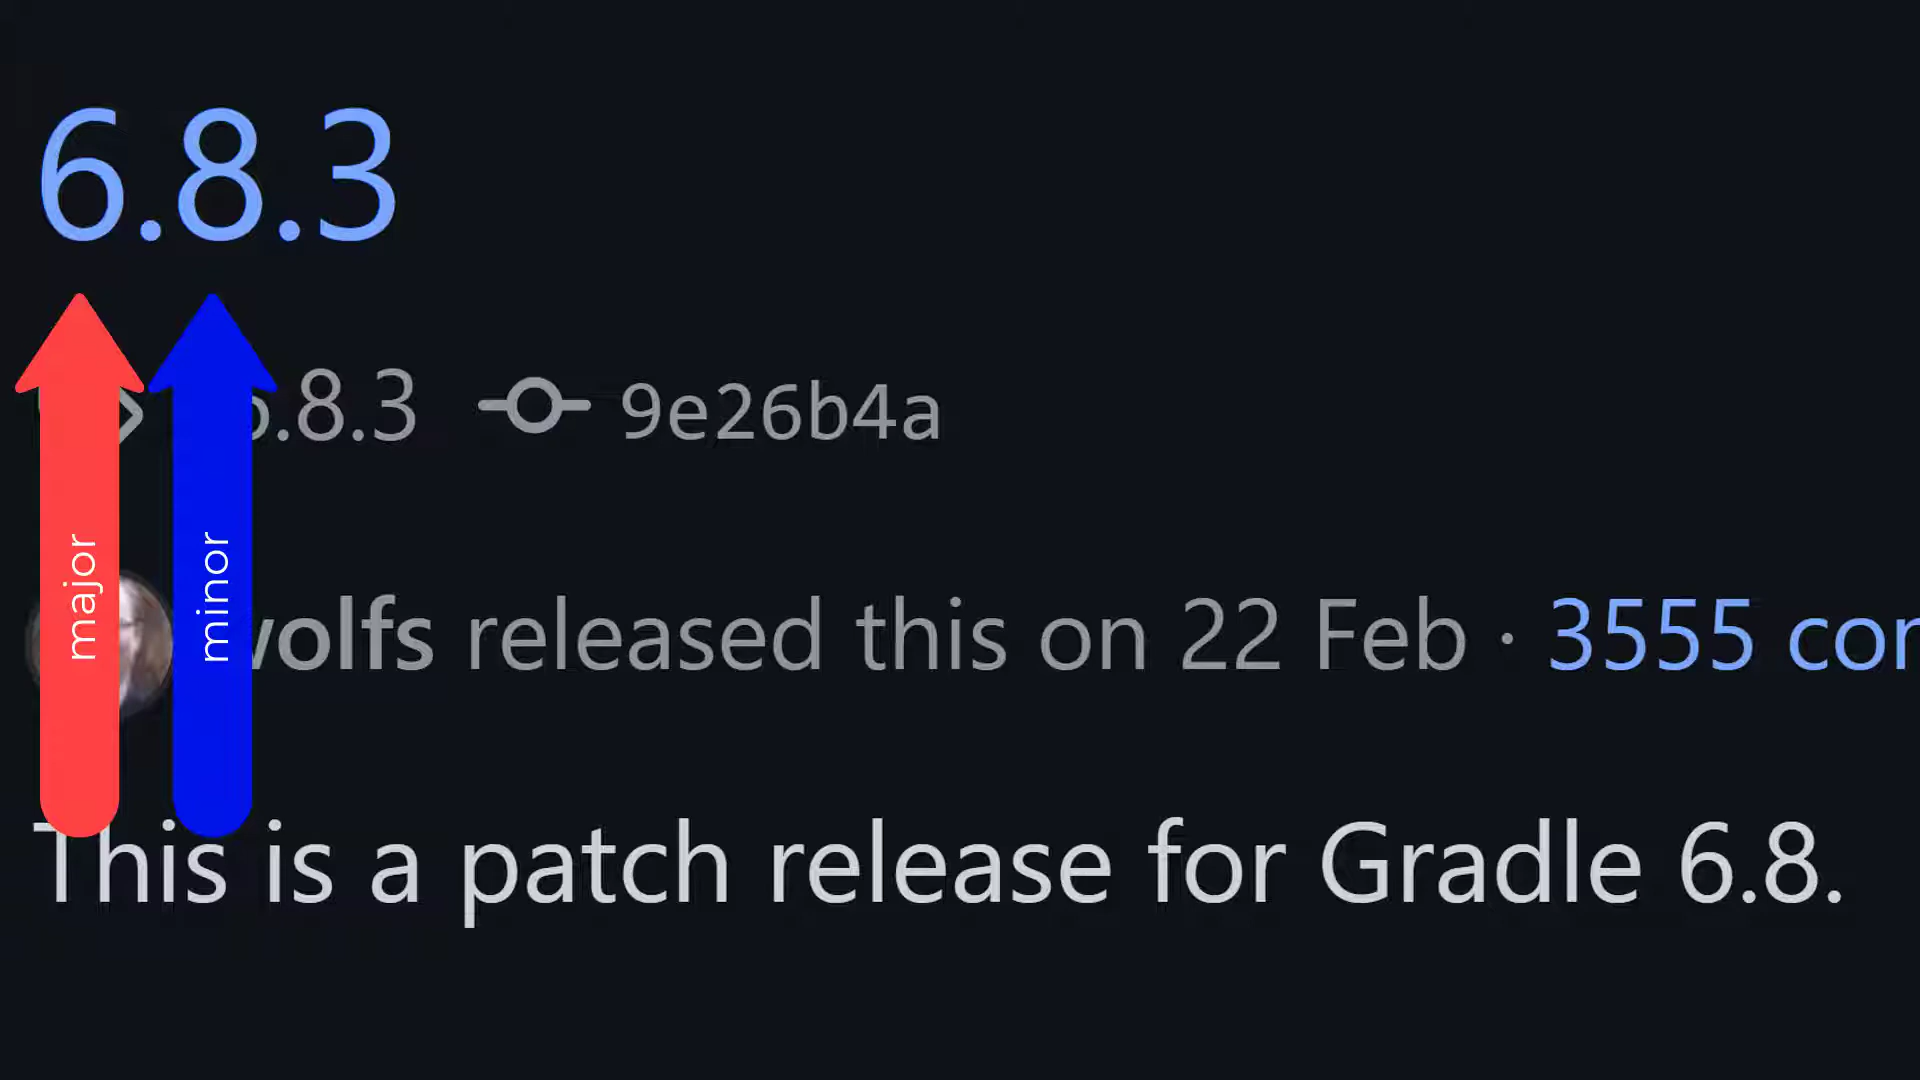 6.8.3
.8.3 9e26b4a
major minor
wolfs released this on 22 Feb · 3555
This is a patch release for Gradle 6.8.